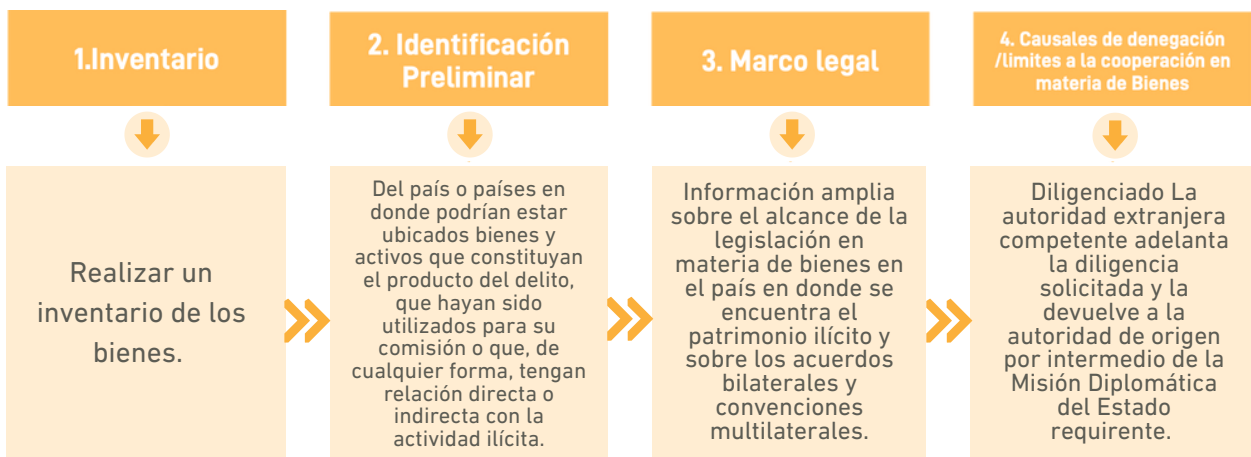 1.Inventario
Realizar un
inventario de los
bienes.
2. Identificación
Preliminar
Del país o países en
donde podrían estar
ubicados bienes y
activos que constituyan
el producto del delito,
que hayan sido
utilizados para su
comisión o que, de
cualquier forma, tengan
relación directa o
indirecta con la
actividad ilícita.
3. Marco legal
Información amplia
sobre el alcance de la
legislación en
materia de bienes en
el país en donde se
encuentra el
patrimonio ilícito y
sobre los acuerdos
bilaterales y
convenciones
multilaterales.
4. Causales de denegación
/limites a la cooperación en
materia de Bienes
Diligenciado La
autoridad extranjera
competente adelanta
la diligencia
solicitada y la
devuelve a la
autoridad de origen
por intermedio de la
Misión Diplomática
del Estado
requirente.